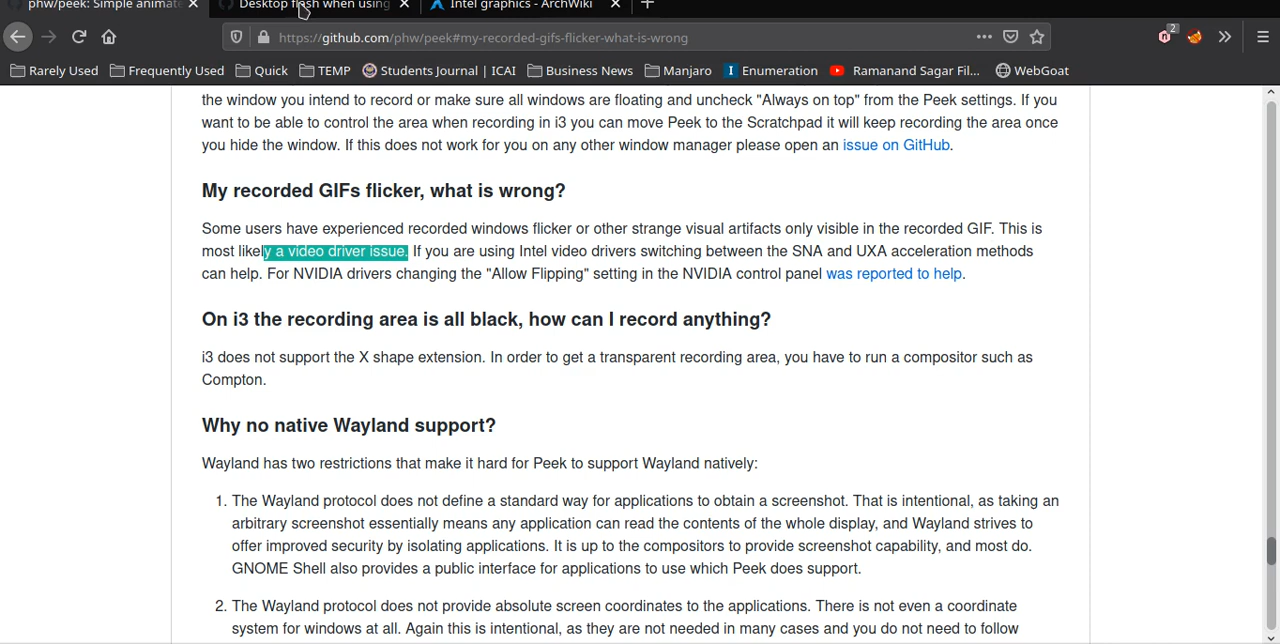 phw/peek: Simple animate
Desktop flash when using
Intel graphics - ArchWiki
https://github.com/phw/peek#my-recorded-gifs-flicker-what-is-wrong
2
Rarely Used
Frequently Used
Quick
TEMP
Students Journal | ICAI
Business News
Manjaro
I Enumeration
Ramanand Sagar Fil...
WebGoat
the window you intend to record or make sure all windows are floating and uncheck "Always on top" from the Peek settings. If you
want to be able to control the area when recording in i3 you can move Peek to the Scratchpad it will keep recording the area once
you hide the window. If this does not work for you on any other window manager please open an issue on GitHub.
My recorded GIFs flicker, what is wrong?
Some users have experienced recorded windows flicker or other strange visual artifacts only visible in the recorded GIF. This is
most likely a video driver issue. If you are using Intel video drivers switching between the SNA and UXA acceleration methods
can help. For NVIDIA drivers changing the "Allow Flipping" setting in the NVIDIA control panel was reported to help.
On i3 the recording area is all black, how can I record anything?
i3 does not support the X shape extension. In order to get a transparent recording area, you have to run a compositor such as
Compton.
Why no native Wayland support?
Wayland has two restrictions that make it hard for Peek to support Wayland natively:
1. The Wayland protocol does not define a standard way for applications to obtain a screenshot. That is intentional, as taking an
arbitrary screenshot essentially means any application can read the contents of the whole display, and Wayland strives to
offer improved security by isolating applications. It is up to the compositors to provide screenshot capability, and most do.
GNOME Shell also provides a public interface for applications to use which Peek does support.
2. The Wayland protocol does not provide absolute screen coordinates to the applications. There is not even a coordinate
system for windows at all. Again this is intentional, as they are not needed in many cases and you do not need to follow